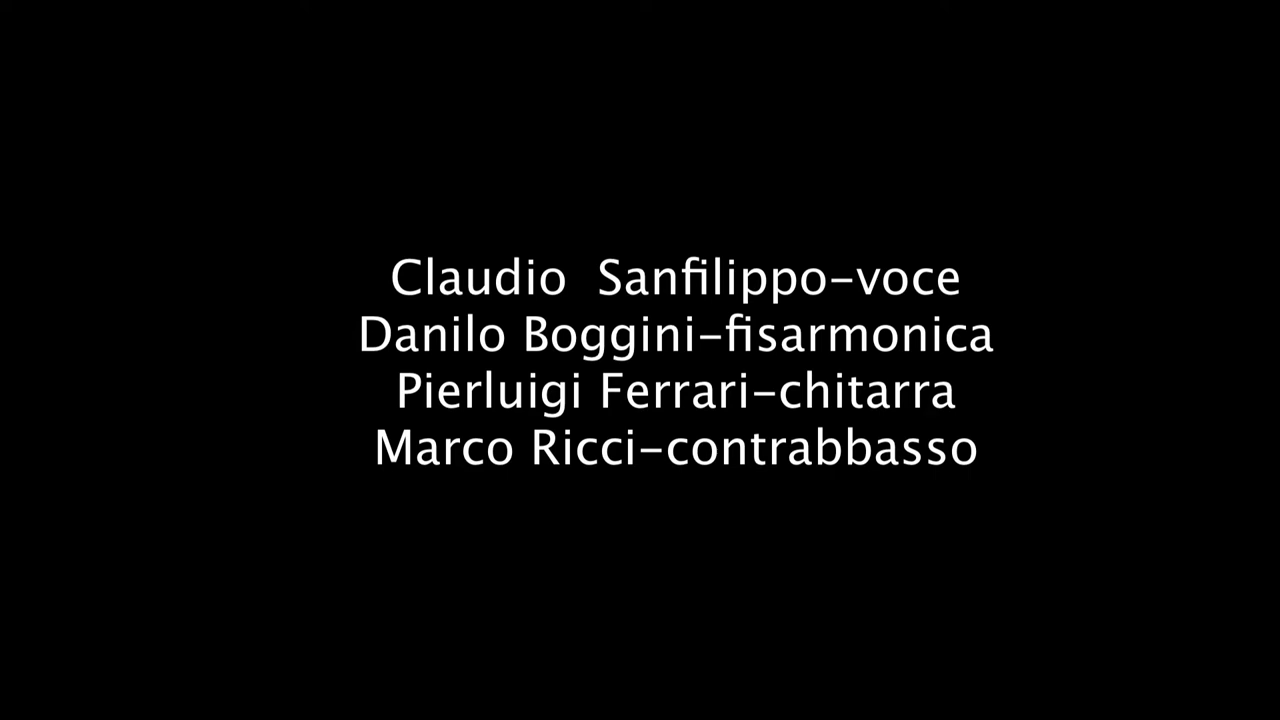 Claudio  Sanfilippo-voce
Danilo Boggini-fisarmonica
Pierluigi Ferrari-chitarra
Marco Ricci-contrabbasso